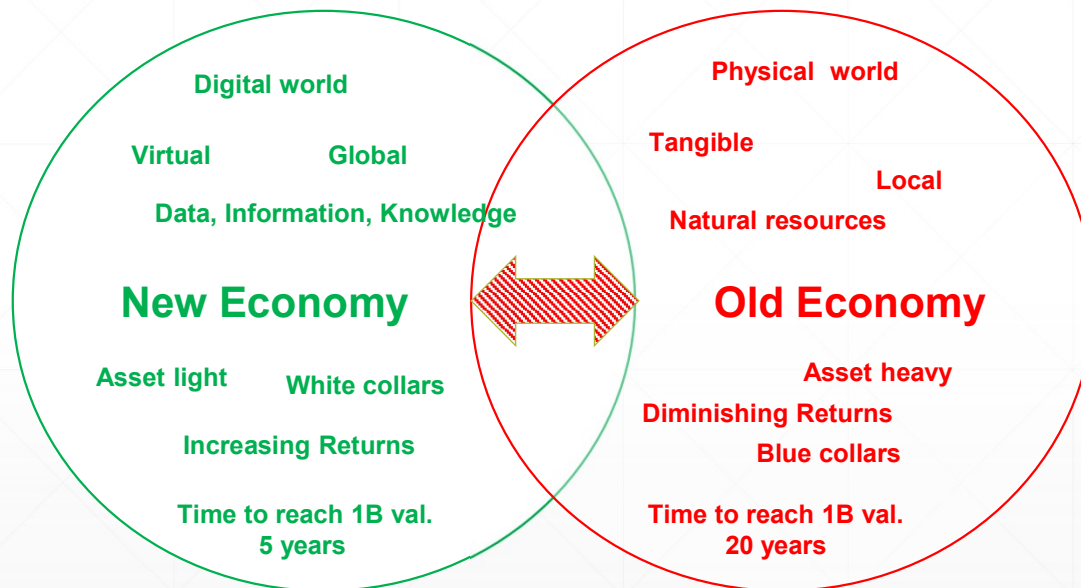 Digital world
Virtual
Global
Data, Information, Knowledge
New Economy
Asset light
White collars
Increasing Returns
Time to reach 1B val.
5 years
Physical world
Tangible
Local
Natural resources
Old Economy
Asset heavy
Diminishing Returns
Blue collars
Time to reach 1B val.
20 years